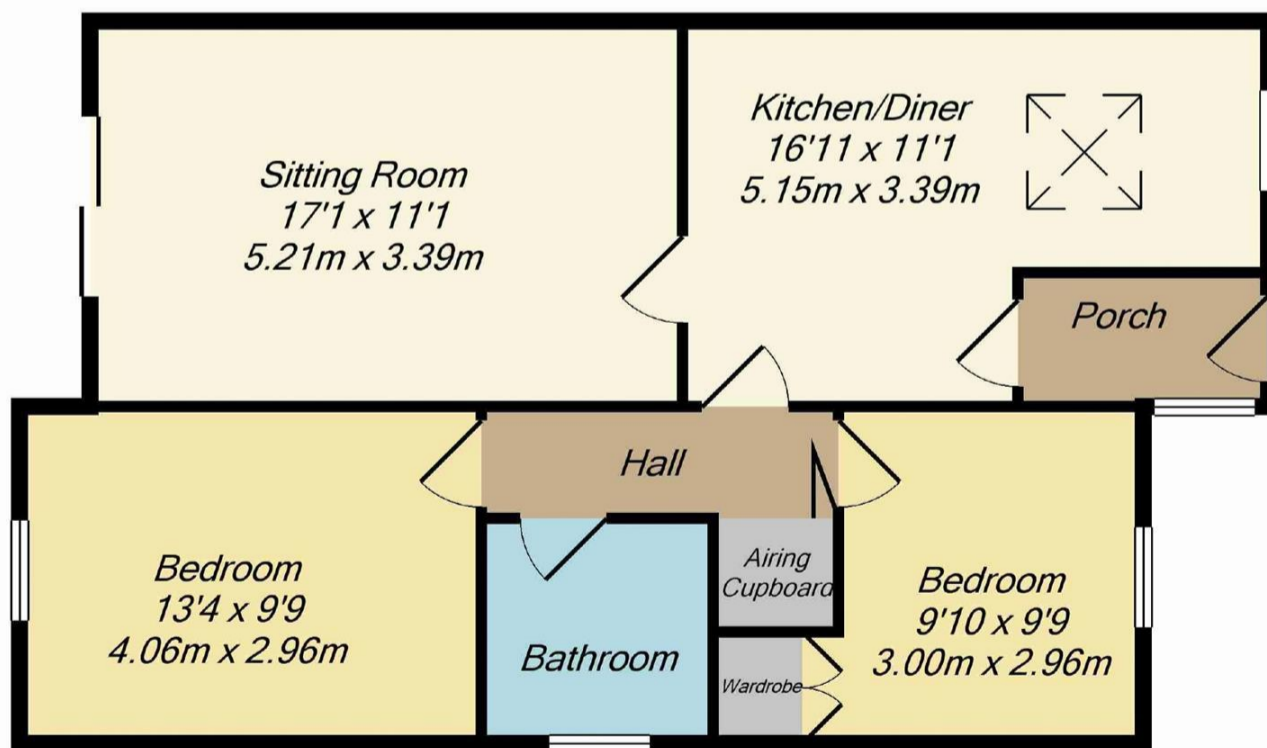 Sitting Room
17'1 x 11'1
5.21m x 3.39m
Kitchen/Diner
16'11 x 11'1
5.15m x 3.39m
Porch
Hall
Bedroom
13'4 x 9'9
4.06m x 2.96m
Bathroom
Airing
Cupboard
Wardrobe
Bedroom
9'10 x 9'9
3.00m x 2.96m